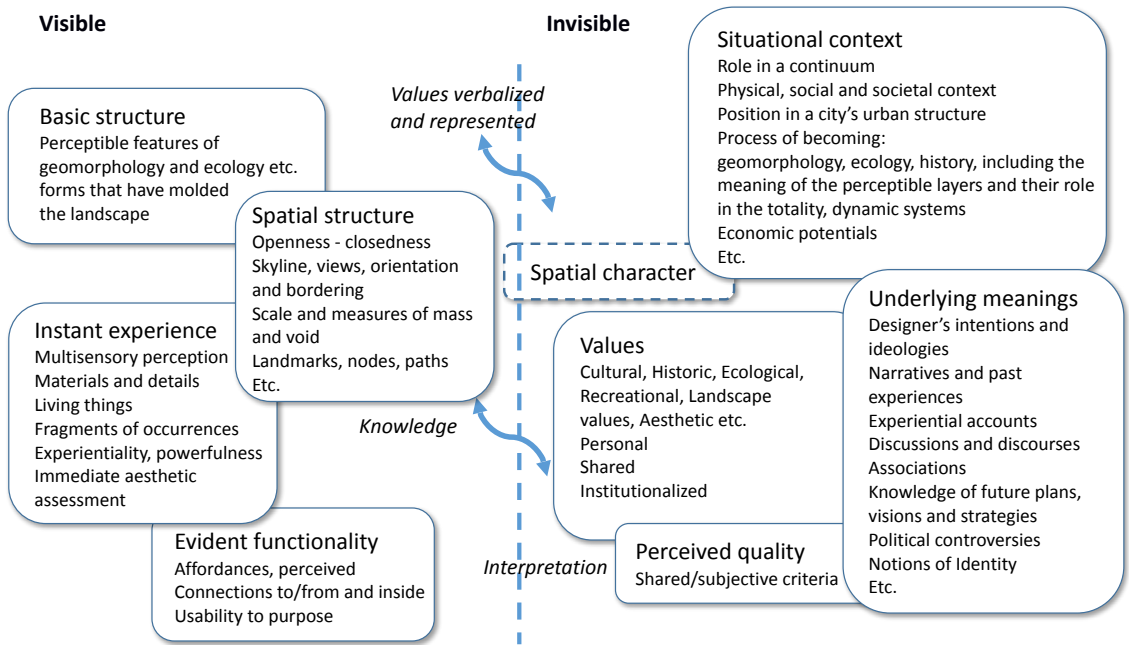 Visible
Invisible
Basic structure
Perceptible features of
geomorphology and ecology etc.
forms that have molded
the landscape
Spatial structure
Openness - closedness
Skyline, views, orientation
and bordering
Scale and measures of mass
and void
Landmarks, nodes, paths
Etc.
Instant experience
Multisensory perception
Materials and details
Living things
Fragments of occurrences
Experientiality, powerfulness
Immediate aesthetic
assessment
Evident functionality
Affordances, perceived
Connections to/from and inside
Usability to purpose
Values verbalized
and represented
Knowledge
Interpretation
Situational context
Role in a continuum
Physical, social and societal context
Position in a city's urban structure
Process of becoming:
geomorphology, ecology, history, including the
meaning of the perceptible layers and their role
in the totality, dynamic systems
Economic potentials
Etc.
Spatial character
Values
Cultural, Historic, Ecological,
Recreational, Landscape
values, Aesthetic etc.
Personal
Shared
Institutionalized
Perceived quality
Shared/subjective criteria
Underlying meanings
Designer's intentions and
ideologies
Narratives and past
experiences
Experiential accounts
Discussions and discourses
Associations
Knowledge of future plans,
visions and strategies
Political controversies
Notions of Identity
Etc.